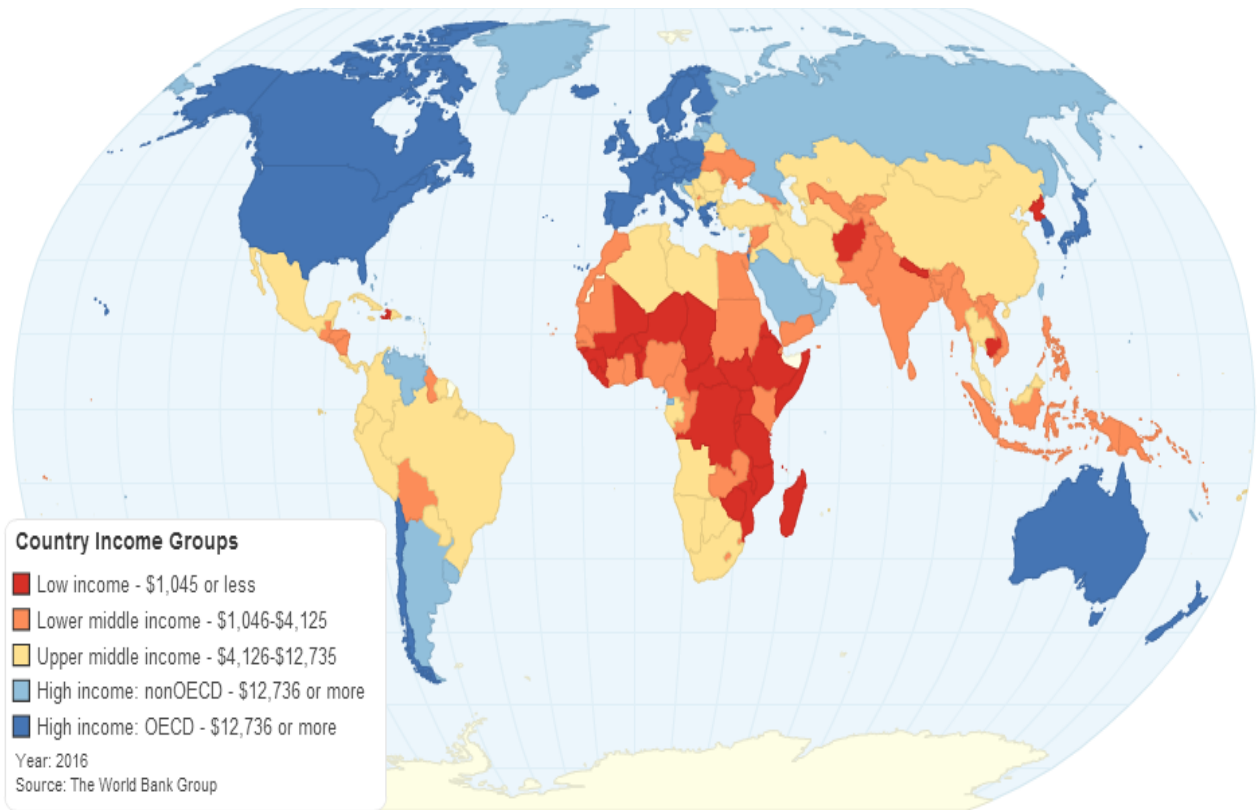 Country Income Groups
Low income - $1,045 or less
Lower middle income - $1,046-$4,125
Upper middle income - $4,126-$12,735
High income: nonOECD - $12,736 or more
High income: OECD - $12,736 or more
Year: 2016
Source: The World Bank Group